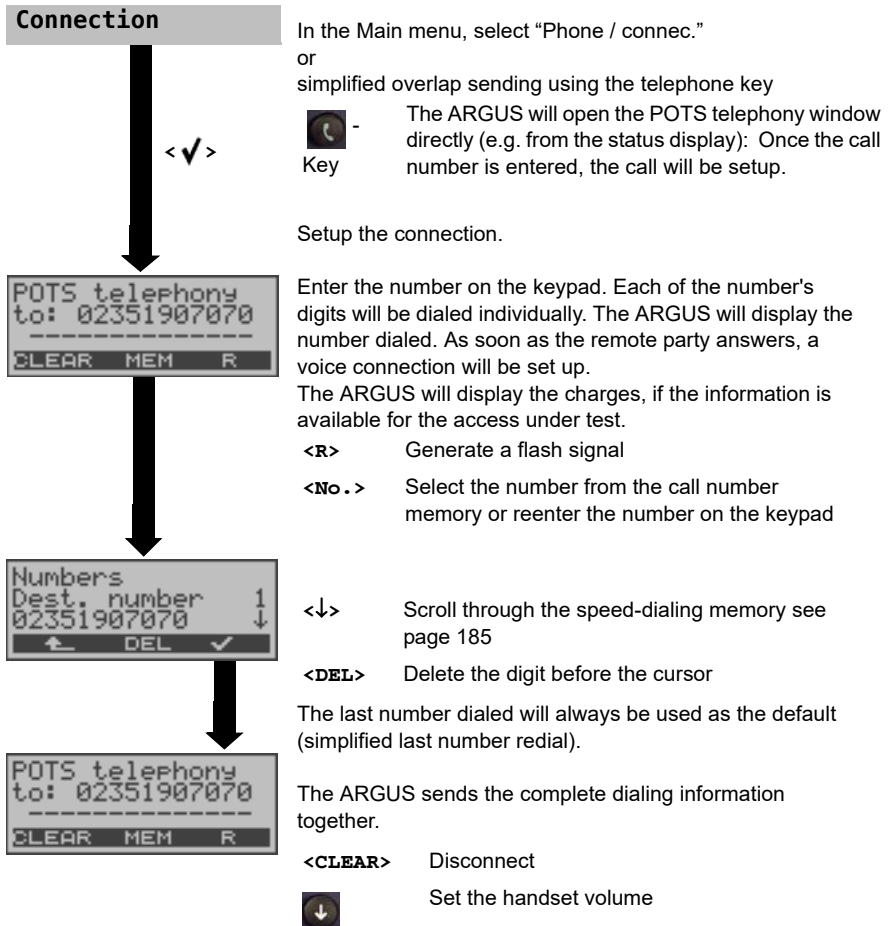 Connection
In the Main menu, select “Phone / connec.”
or
simplified overlap sending using the telephone key
- The ARGUS will open the POTS telephony window
directly (e.g. from the status display): Once the call
Key number is entered, the call will be setup.
<✓>
Setup the connection.
POTS telephony
to: 02351907070
---------------
CLEAR MEM R
Enter the number on the keypad. Each of the number's
digits will be dialed individually. The ARGUS will display the
number dialed. As soon as the remote party answers, a
voice connection will be set up.
The ARGUS will display the charges, if the information is
available for the access under test.
<R> Generate a flash signal
<No.> Select the number from the call number
memory or reenter the number on the keypad
Numbers
Dest. number 1
02351907070 ↓
DEL ✓
<↓> Scroll through the speed-dialing memory see
page 185
<DEL> Delete the digit before the cursor
The last number dialed will always be used as the default
(simplified last number redial).
POTS telephony
to: 02351907070
---------------
CLEAR MEM R
The ARGUS sends the complete dialing information
together.
<CLEAR> Disconnect
Set the handset volume